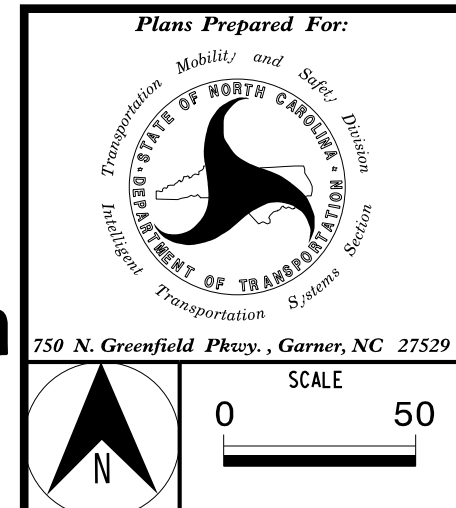 Plans Prepared For:
Transportation Mobility and Safety Division
STATE OF NORTH CAROLINA
DEPARTMENT OF TRANSPORTATION
Intelligent Transportation Systems Section
750 N. Greenfield Pkwy. , Garner, NC 27529
SCALE
0 50
N